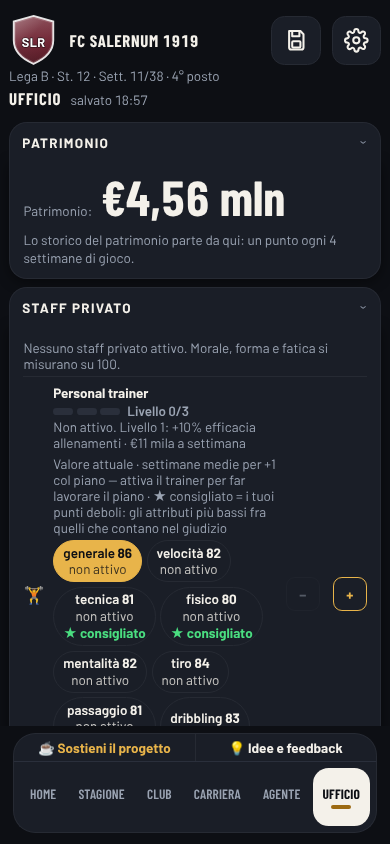 SLR
FC SALERNUM 1919
Lega B · St. 12 · Sett. 11/38 · 4° posto
UFFICIO salvato 18:57
PATRIMONIO
Patrimonio: €4,56 mln
Lo storico del patrimonio parte da qui: un punto ogni 4
settimane di gioco.
STAFF PRIVATO
Nessuno staff privato attivo. Morale, forma e fatica si
misurano su 100.
Personal trainer
Livello 0/3
Non attivo. Livello 1: +10% efficacia
allenamenti · €11 mila a settimana
Valore attuale · settimane medie per +1
col piano — attiva il trainer per far
lavorare il piano · ★ consigliato = i tuoi
punti deboli: gli attributi più bassi fra
quelli che contano nel giudizio
generale 86 velocità 82
non attivo non attivo
tecnica 81 fisico 80
non attivo non attivo
★ consigliato ★ consigliato
− +
mentalità 82 tiro 84
non attivo non attivo
passaggio 81 dribbling 83
non attivo
☕ Sostieni il progetto 💡 Idee e feedback
HOME STAGIONE CLUB CARRIERA AGENTE UFFICIO